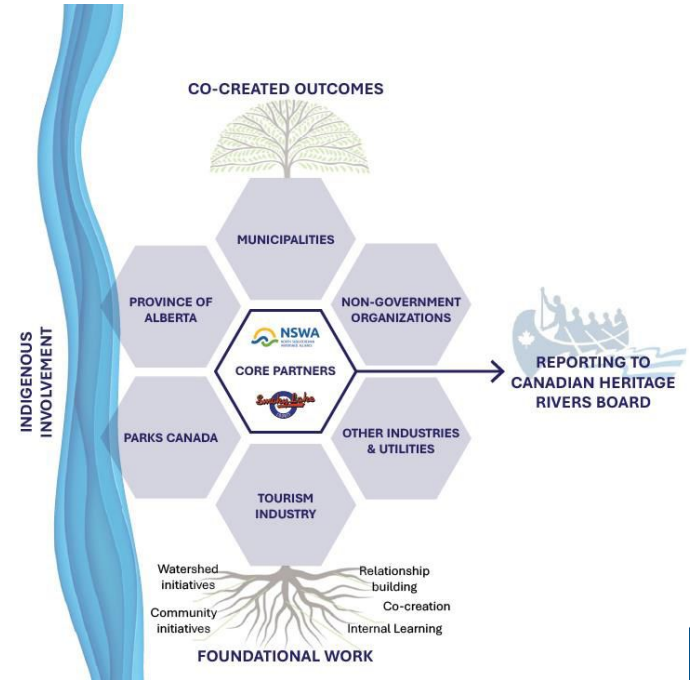 CO-CREATED OUTCOMES
MUNICIPALITIES
PROVINCE OF
ALBERTA
NON-GOVERNMENT
ORGANIZATIONS
NSWA
CORE PARTNERS
Smoky Lake
INDIGENOUS
INVOLVEMENT
REPORTING TO
CANADIAN HERITAGE
RIVERS BOARD
PARKS CANADA
OTHER INDUSTRIES
& UTILITIES
TOURISM
INDUSTRY
Watershed
initiatives
Relationship
building
Community
initiatives
Co-creation
Internal Learning
FOUNDATIONAL WORK